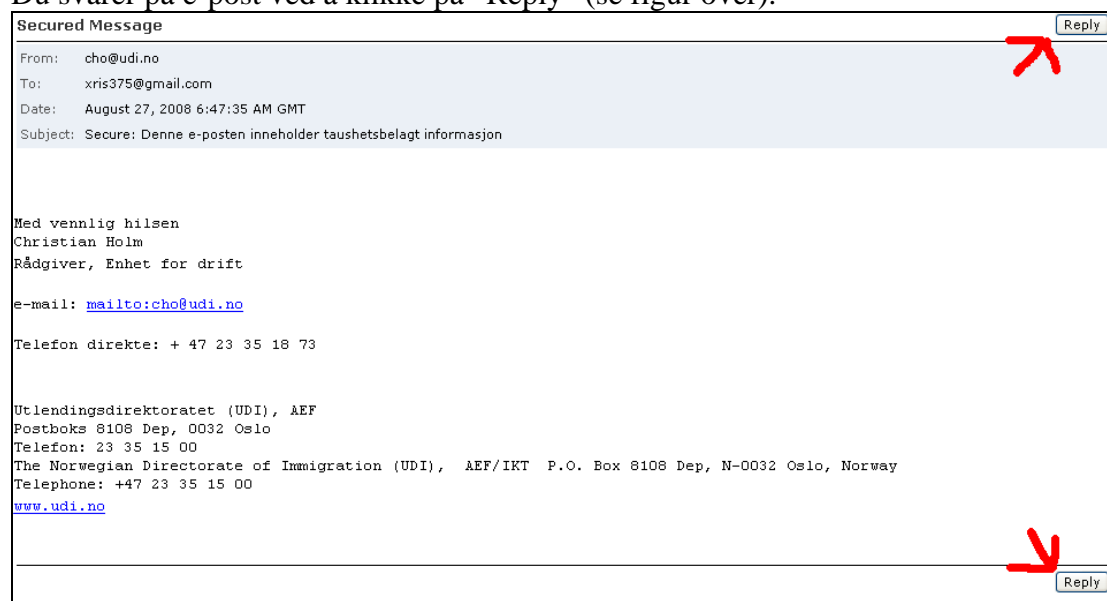 Du svarer på e-post ved å klikke på "Reply" (se figur over).
Secured Message
Reply
From: cho@udi.no
To: xris375@gmail.com
Date: August 27, 2008 6:47:35 AM GMT
Subject: Secure: Denne e-posten inneholder taushetsbelagt informasjon
Med vennlig hilsen
Christian Holm
Rådgiver, Enhet for drift
e-mail: mailto:cho@udi.no
Telefon direkte: + 47 23 35 18 73
Utlendingsdirektoratet (UDI), AEF
Postboks 8108 Dep, 0032 Oslo
Telefon: 23 35 15 00
The Norwegian Directorate of Immigration (UDI), AEF/IKT P.O. Box 8108 Dep, N-0032 Oslo, Norway
Telephone: +47 23 35 15 00
www.udi.no
Reply